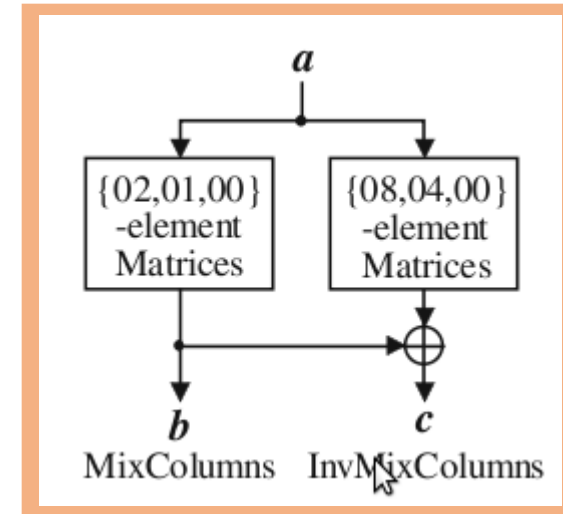 a
{02,01,00}
-element
Matrices
{08,04,00}
-element
Matrices
b
c
MixColumns
InvMixColumns